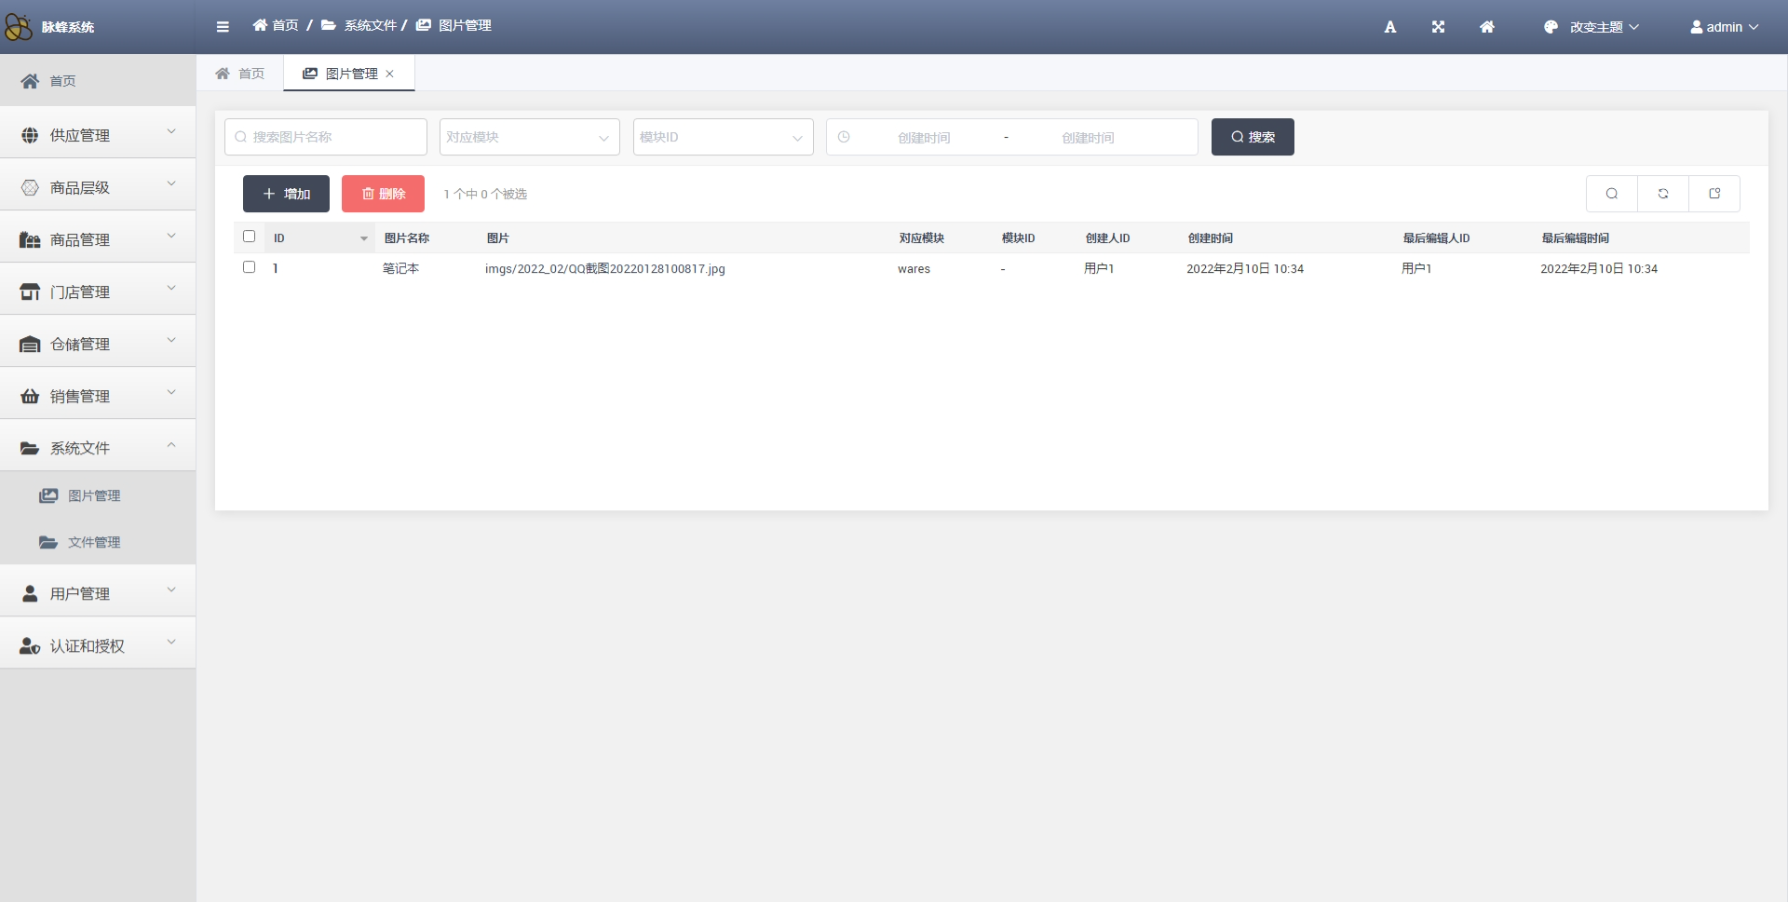 脉蜂系统
首页 / 系统文件 / 图片管理
A
改变主题
admin
首页
供应管理
商品层级
商品管理
门店管理
仓储管理
销售管理
系统文件
图片管理
文件管理
用户管理
认证和授权
首页
图片管理 ×
搜索图片名称
对应模块
模块ID
创建时间 - 创建时间
搜索
+ 增加
删除
1 个中 0 个被选
ID 图片名称 图片 对应模块 模块ID 创建人ID 创建时间 最后编辑人ID 最后编辑时间
1 笔记本 imgs/2022_02/QQ截图20220128100817.jpg wares - 用户1 2022年2月10日 10:34 用户1 2022年2月10日 10:34